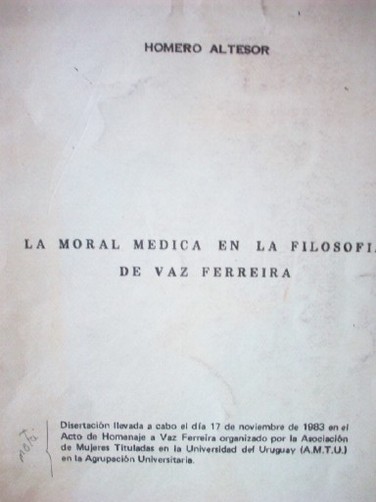 HOMERO ALTESOR
LA MORAL MEDICA EN LA FILOSOFIA
DE VAZ FERREIRA
Disertación llevada a cabo el día 17 de noviembre de 1983 en el
Acto de Homenaje a Vaz Ferreira organizado por la Asociación
de Mujeres Tituladas en la Universidad del Uruguay (A.M.T.U.)
en la Agrupación Universitaria.